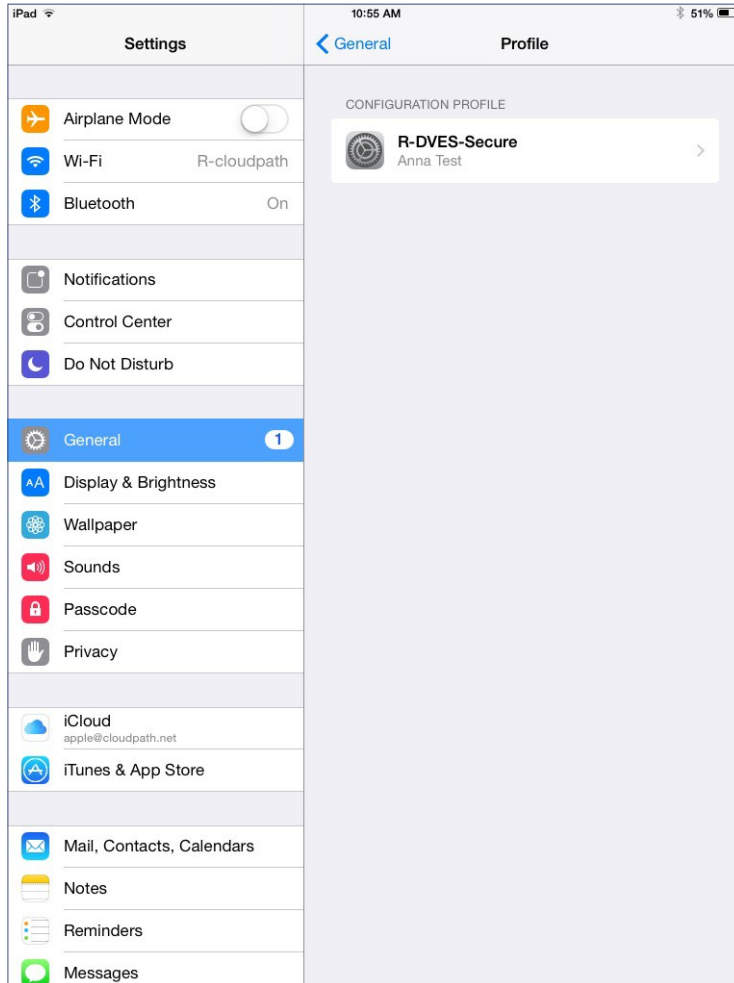 iPad
10:55 AM
51%
Settings
General
Profile
Airplane Mode
Wi-Fi R-cloudpath
Bluetooth On
Notifications
Control Center
Do Not Disturb
General 1
AA Display & Brightness
Wallpaper
Sounds
Passcode
Privacy
iCloud
apple@cloudpath.net
iTunes & App Store
Mail, Contacts, Calendars
Notes
Reminders
Messages
CONFIGURATION PROFILE
R-DVES-Secure
Anna Test